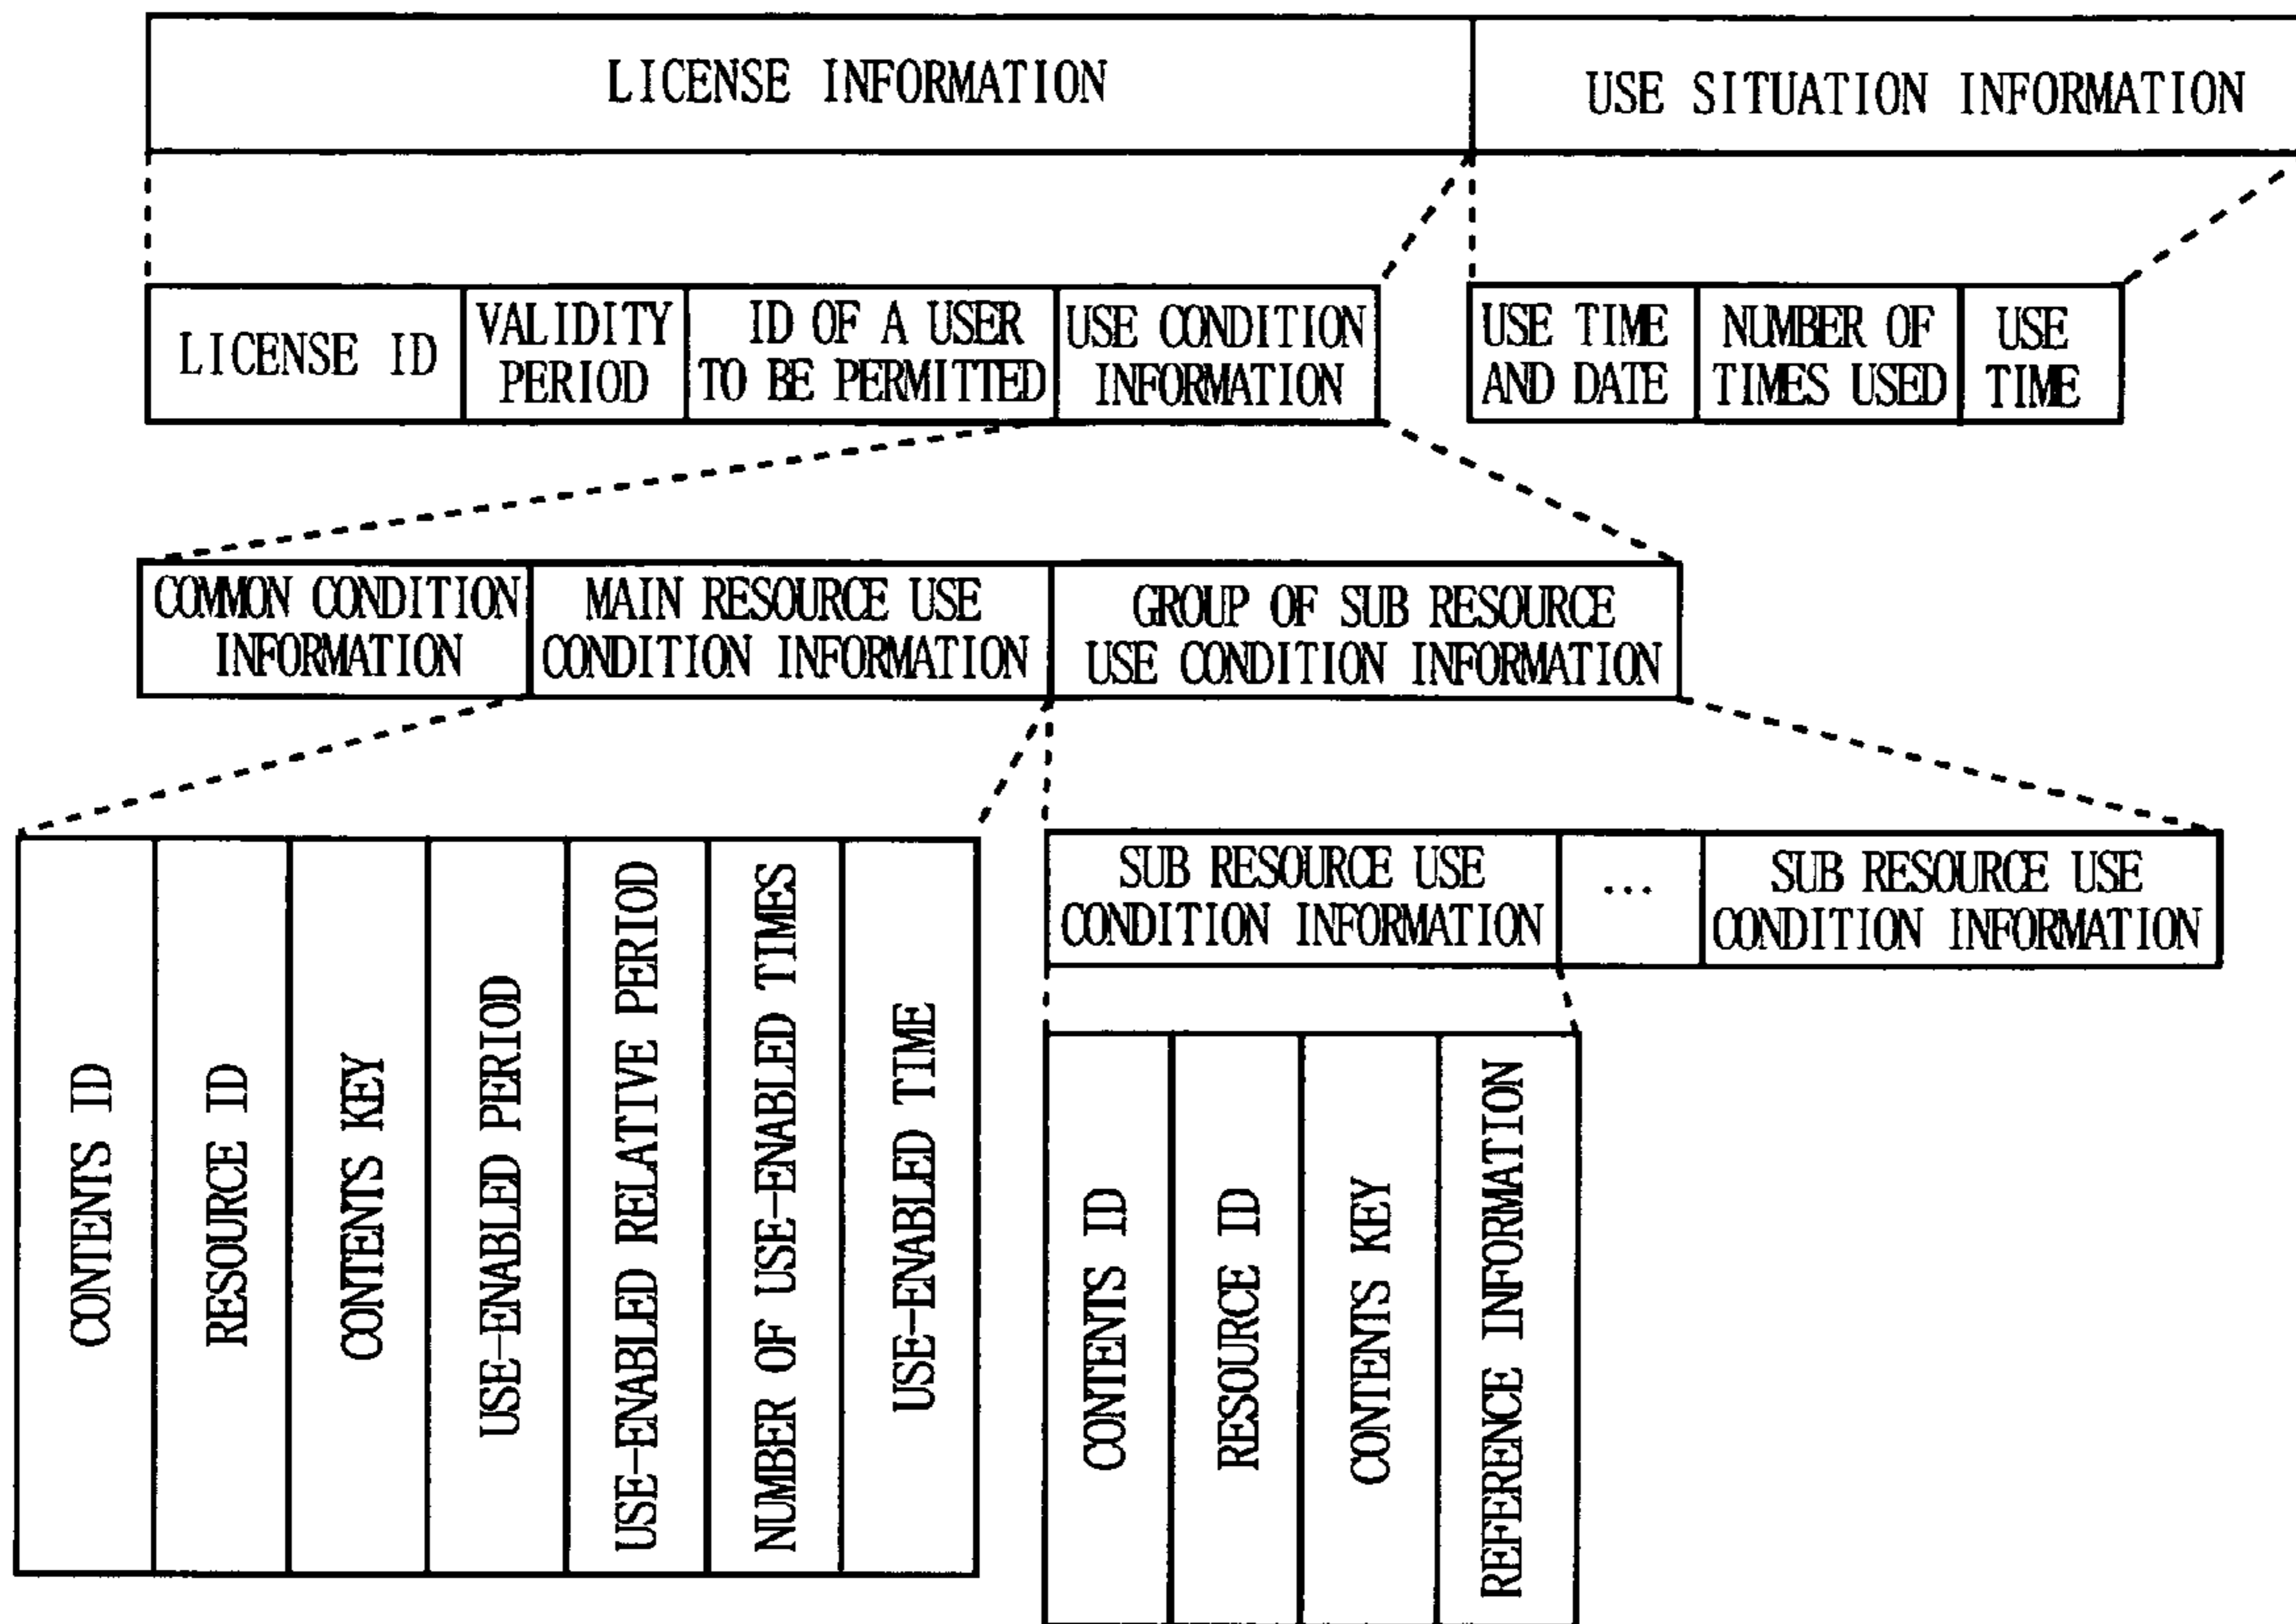 LICENSE INFORMATION
USE SITUATION INFORMATION
LICENSE ID
VALIDITY
PERIOD
ID OF A USER
TO BE PERMITTED
USE CONDITION
INFORMATION
USE TIME
AND DATE
NUMBER OF
TIMES USED
USE
TIME
COMMON CONDITION
INFORMATION
MAIN RESOURCE USE
CONDITION INFORMATION
GROUP OF SUB RESOURCE
USE CONDITION INFORMATION
CONTENTS ID
RESOURCE ID
CONTENTS KEY
USE-ENABLED PERIOD
USE-ENABLED RELATIVE PERIOD
NUMBER OF USE-ENABLED TIMES
USE-ENABLED TIME
SUB RESOURCE USE
CONDITION INFORMATION
...
SUB RESOURCE USE
CONDITION INFORMATION
CONTENTS ID
RESOURCE ID
CONTENTS KEY
REFERENCE INFORMATION